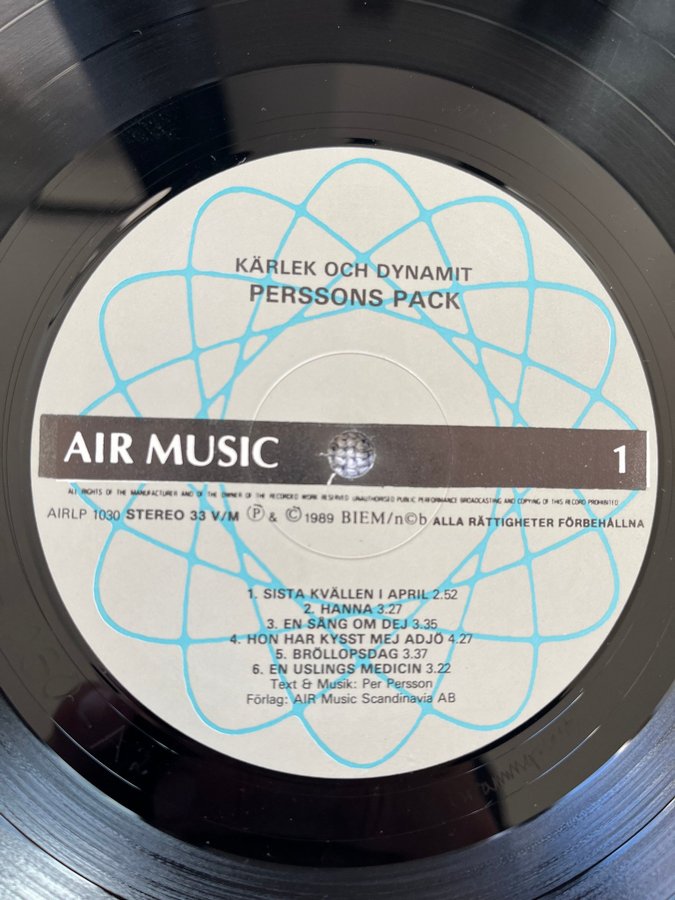 KÄRLEK OCH DYNAMIT
PERSSONS PACK
AIR MUSIC 1
ALL RIGHTS OF THE MANUFACTURER AND OF THE OWNER OF THE RECORDED WORK RESERVED UNAUTHORISED PUBLIC PERFORMANCE BROADCASTING AND COPYING OF THIS RECORD PROHIBITED
AIRLP 1030 STEREO 33 V/M Ⓟ & © 1989 BIEM/n©b ALLA RÄTTIGHETER FÖRBEHÅLLNA
1. SISTA KVÄLLEN I APRIL 2.52
2. HANNA 3.27
3. EN SÅNG OM DEJ 3.35
4. HON HAR KYSST MEJ ADJÖ 4.27
5. BRÖLLOPSDAG 3.37
6. EN USLINGS MEDICIN 3.22
Text & Musik: Per Persson
Förlag: AIR Music Scandinavia AB